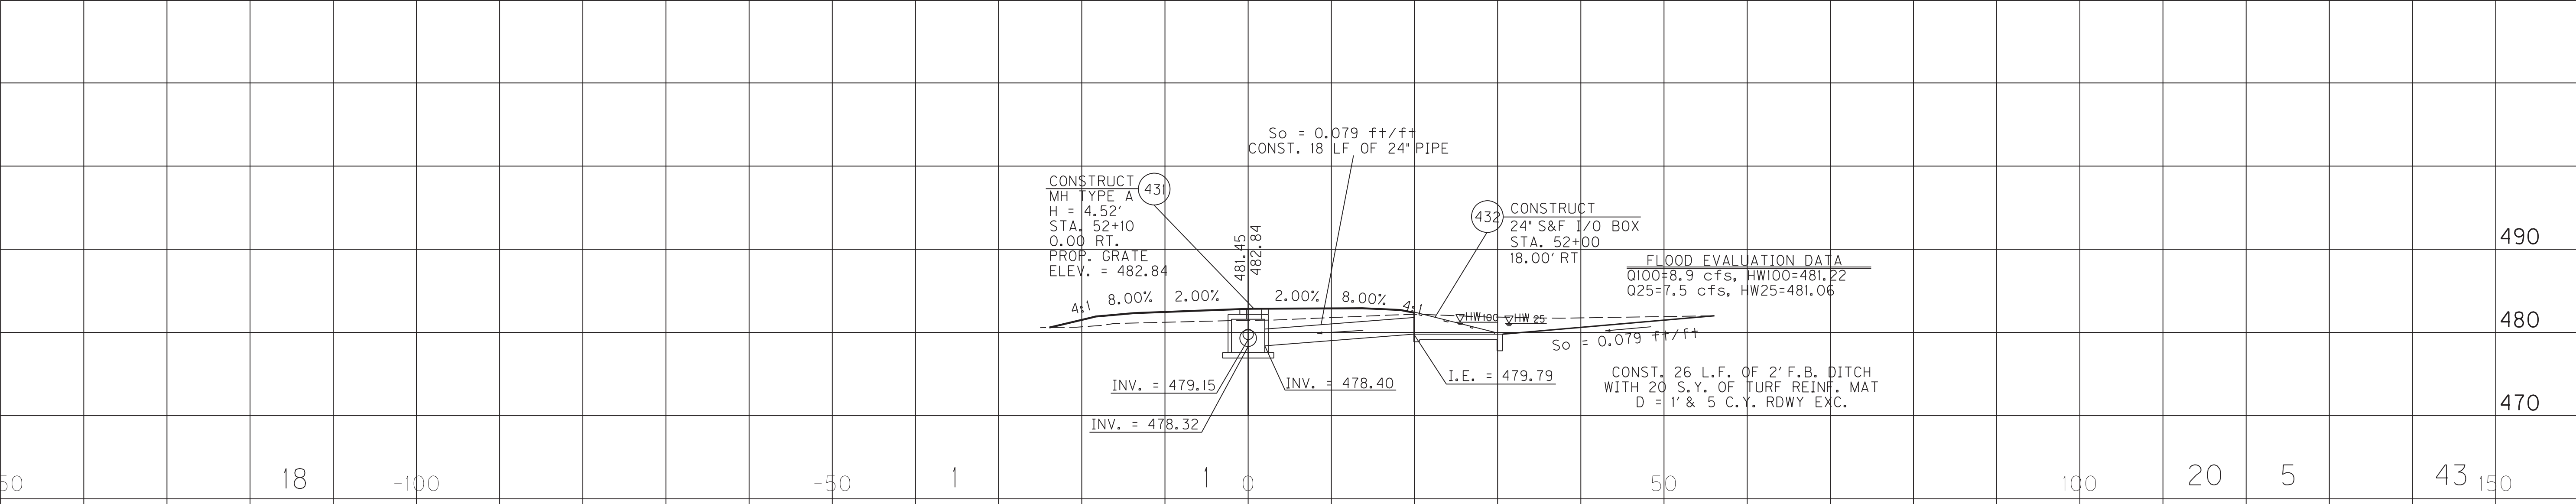 So = 0.079 ft/ft
CONST. 18 LF OF 24" PIPE
CONSTRUCT
431
MH TYPE A
H = 4.52'
STA. 52+10
0.00 RT.
PROP. GRATE
ELEV. = 482.84
481.45
482.84
432
CONSTRUCT
24" S&F I/O BOX
STA. 52+00
18.00' RT
490
FLOOD EVALUATION DATA
Q100=8.9 cfs, HW100=481.22
Q25=7.5 cfs, HW25=481.06
4:1
8.00%
2.00%
2.00%
8.00%
4:1
HW100
HW 25
480
So = 0.079 ft/ft
INV. = 479.15
INV. = 478.40
I.E. = 479.79
CONST. 26 L.F. OF 2' F.B. DITCH
WITH 20 S.Y. OF TURF REINF. MAT
D = 1' & 5 C.Y. RDWY EXC.
470
INV. = 478.32
50
18
-100
-50
1
1
0
50
100
20
5
43
150